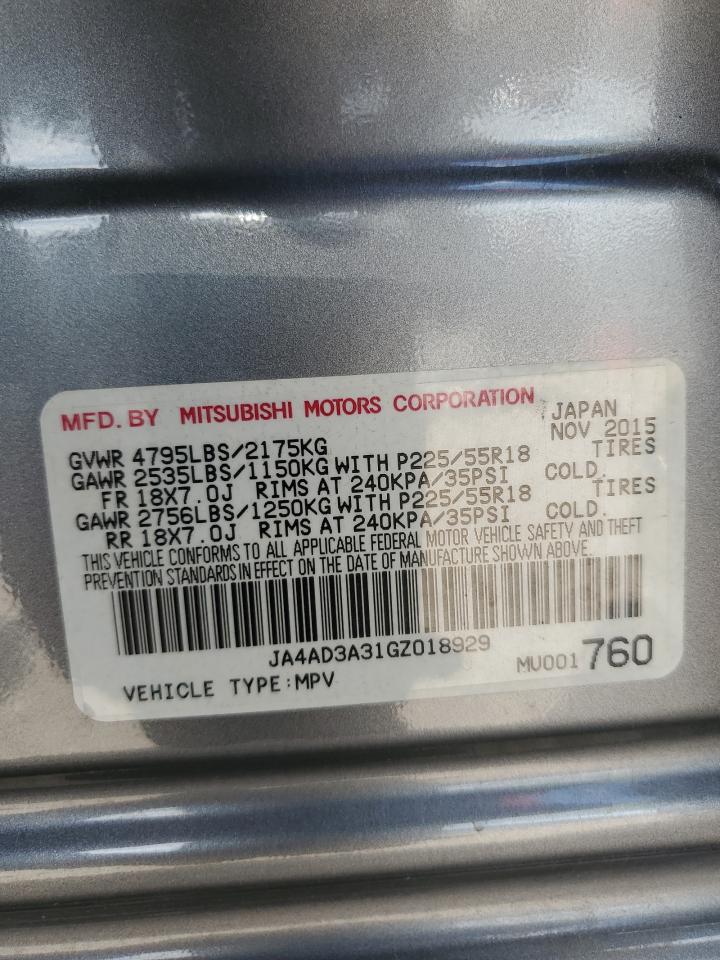 MFD. BY MITSUBISHI MOTORS CORPORATION JAPAN
NOV 2015
GVWR 4795LBS/2175KG
GAWR 2535LBS/1150KG WITH P225/55R18 TIRES
FR 18X7.0J RIMS AT 240KPA/35PSI COLD.
GAWR 2756LBS/1250KG WITH P225/55R18 TIRES
RR 18X7.0J RIMS AT 240KPA/35PSI COLD.
THIS VEHICLE CONFORMS TO ALL APPLICABLE FEDERAL MOTOR VEHICLE SAFETY AND THEFT
PREVENTION STANDARDS IN EFFECT ON THE DATE OF MANUFACTURE SHOWN ABOVE.
JA4AD3A31GZ018929
MU001 760
VEHICLE TYPE:MPV